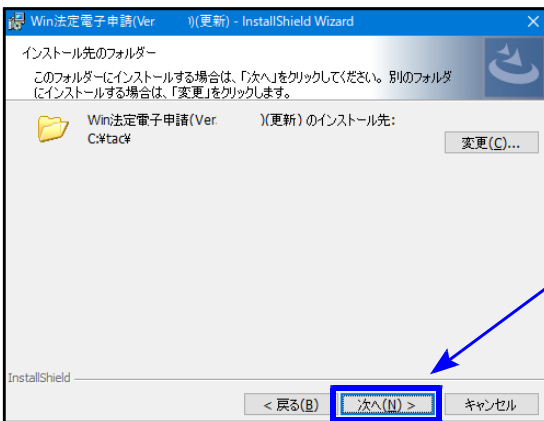 Win法定電子申請(Ver )(更新) - InstallShield Wizard
インストール先のフォルダー
このフォルダーにインストールする場合は、「次へ」をクリックしてください。別のフォルダ
にインストールする場合は、「変更」をクリックします。
Win法定電子申請(Ver. )(更新) のインストール先:
C:¥tac¥
変更(C)...
InstallShield
< 戻る(B)
次へ(N) >
キャンセル